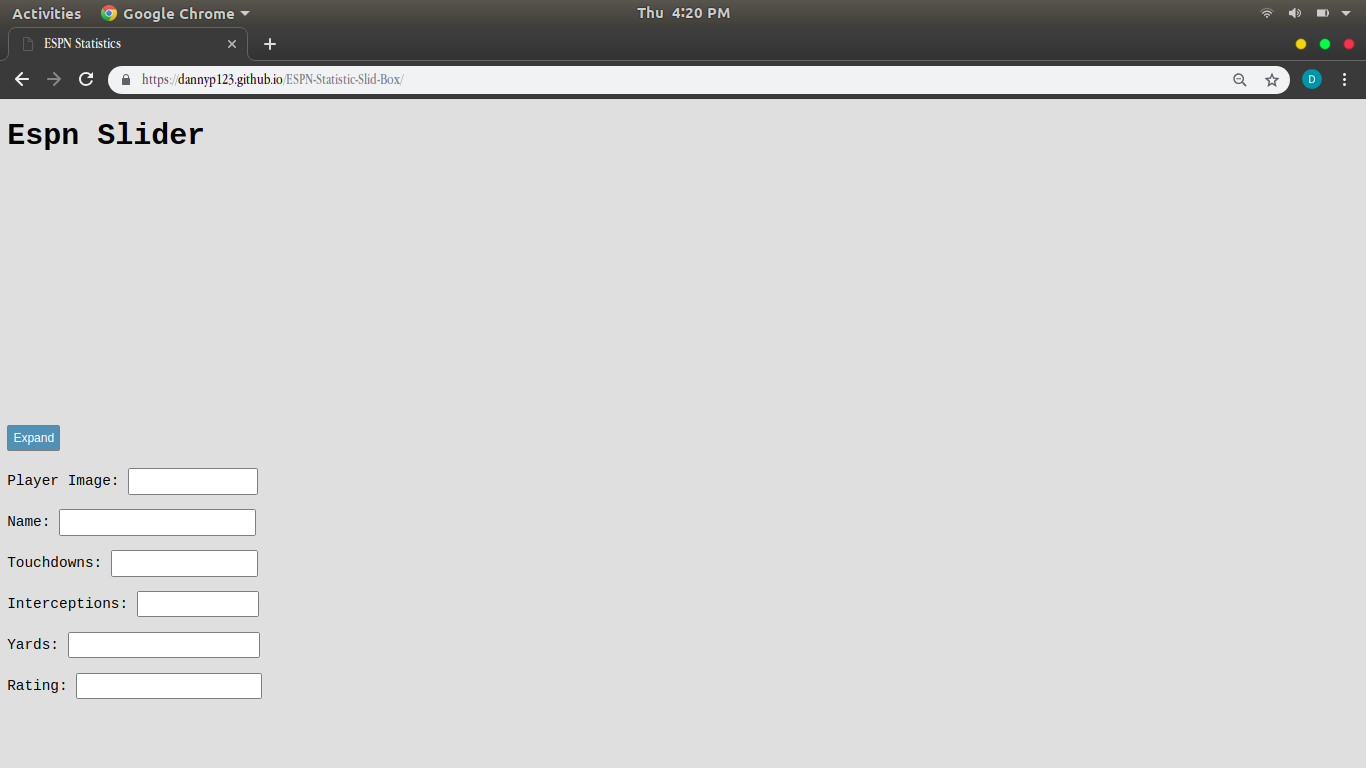 Activities Google Chrome Thu 4:20 PM
ESPN Statistics
https://dannyp123.github.io/ESPN-Statistic-Slid-Box/ D
Espn Slider
Expand
Player Image:
Name:
Touchdowns:
Interceptions:
Yards:
Rating: